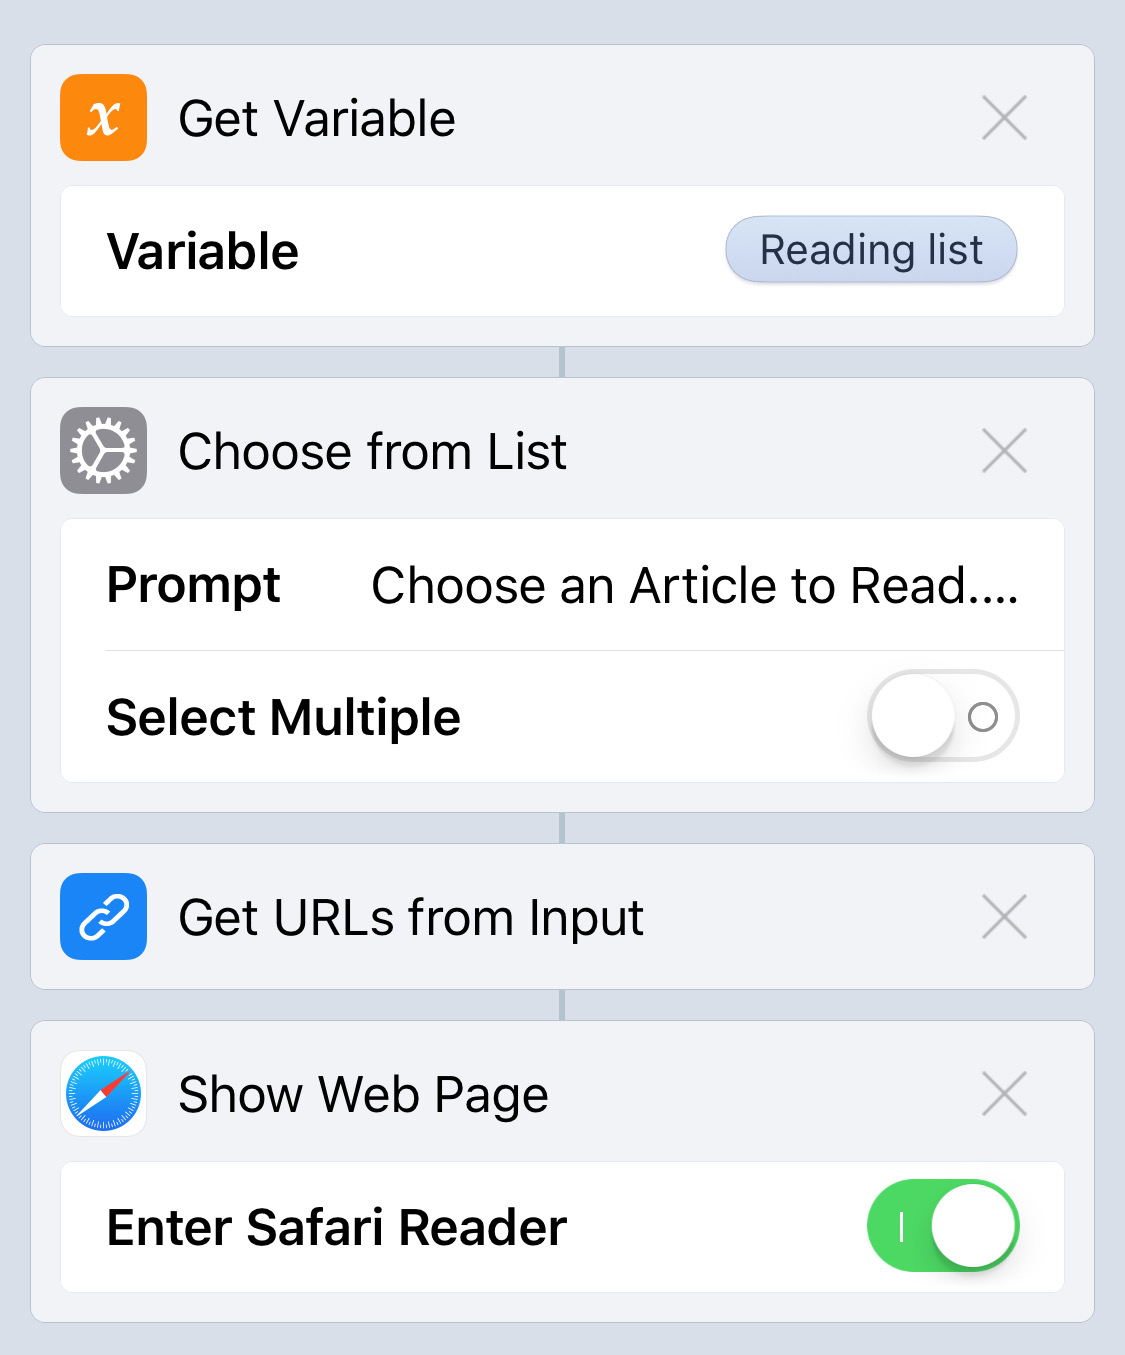 x Get Variable
Variable Reading list
Choose from List
Prompt Choose an Article to Read....
Select Multiple
Get URLs from Input
Show Web Page
Enter Safari Reader